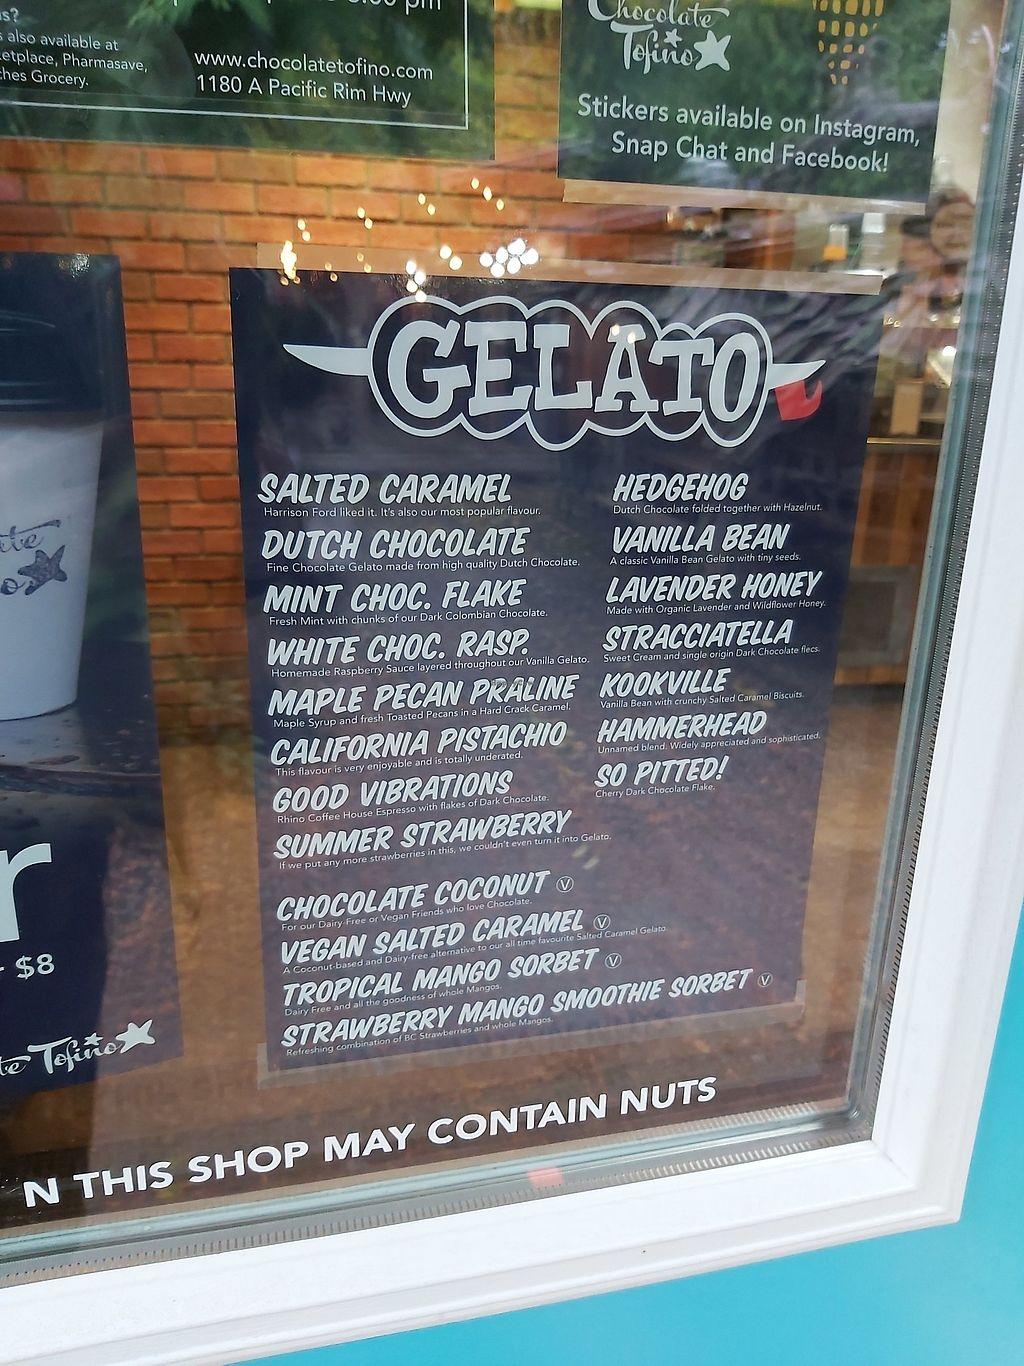 s?
s also available at
etplace, Pharmasave,
ches Grocery.
www.chocolatetofino.com
1180 A Pacific Rim Hwy
Chocolate
Tofino
Stickers available on Instagram,
Snap Chat and Facebook!
GELATO
SALTED CARAMEL
Harrison Ford liked it. It's also our most popular flavour.
DUTCH CHOCOLATE
Fine Chocolate Gelato made from high quality Dutch Chocolate.
MINT CHOC. FLAKE
Fresh Mint with chunks of our Dark Colombian Chocolate.
WHITE CHOC. RASP.
Homemade Raspberry Sauce layered throughout our Vanilla Gelato.
MAPLE PECAN PRALINE
Maple Syrup and fresh Toasted Pecans in a Hard Crack Caramel.
CALIFORNIA PISTACHIO
This flavour is very enjoyable and is totally underated.
GOOD VIBRATIONS
Rhino Coffee House Espresso with flakes of Dark Chocolate.
SUMMER STRAWBERRY
If we put any more strawberries in this, we couldn't even turn it into Gelato.
HEDGEHOG
Dutch Chocolate folded together with Hazelnut.
VANILLA BEAN
A classic Vanilla Bean Gelato with tiny seeds.
LAVENDER HONEY
Made with Organic Lavender and Wildflower Honey.
STRACCIATELLA
Sweet Cream and single origin Dark Chocolate flecs.
KOOKVILLE
Vanilla Bean with crunchy Salted Caramel Biscuits.
HAMMERHEAD
Unnamed blend. Widely appreciated and sophisticated.
SO PITTED!
Cherry Dark Chocolate Flake.
CHOCOLATE COCONUT V
For our Dairy-Free or Vegan Friends who love Chocolate.
VEGAN SALTED CARAMEL V
A Coconut-based and Dairy-free alternative to our all time favourite Salted Caramel Gelato.
TROPICAL MANGO SORBET V
Dairy Free and all the goodness of whole Mangos.
STRAWBERRY MANGO SMOOTHIE SORBET V
Refreshing combination of BC Strawberries and whole Mangos.
r
$8
te Tofino
N THIS SHOP MAY CONTAIN NUTS